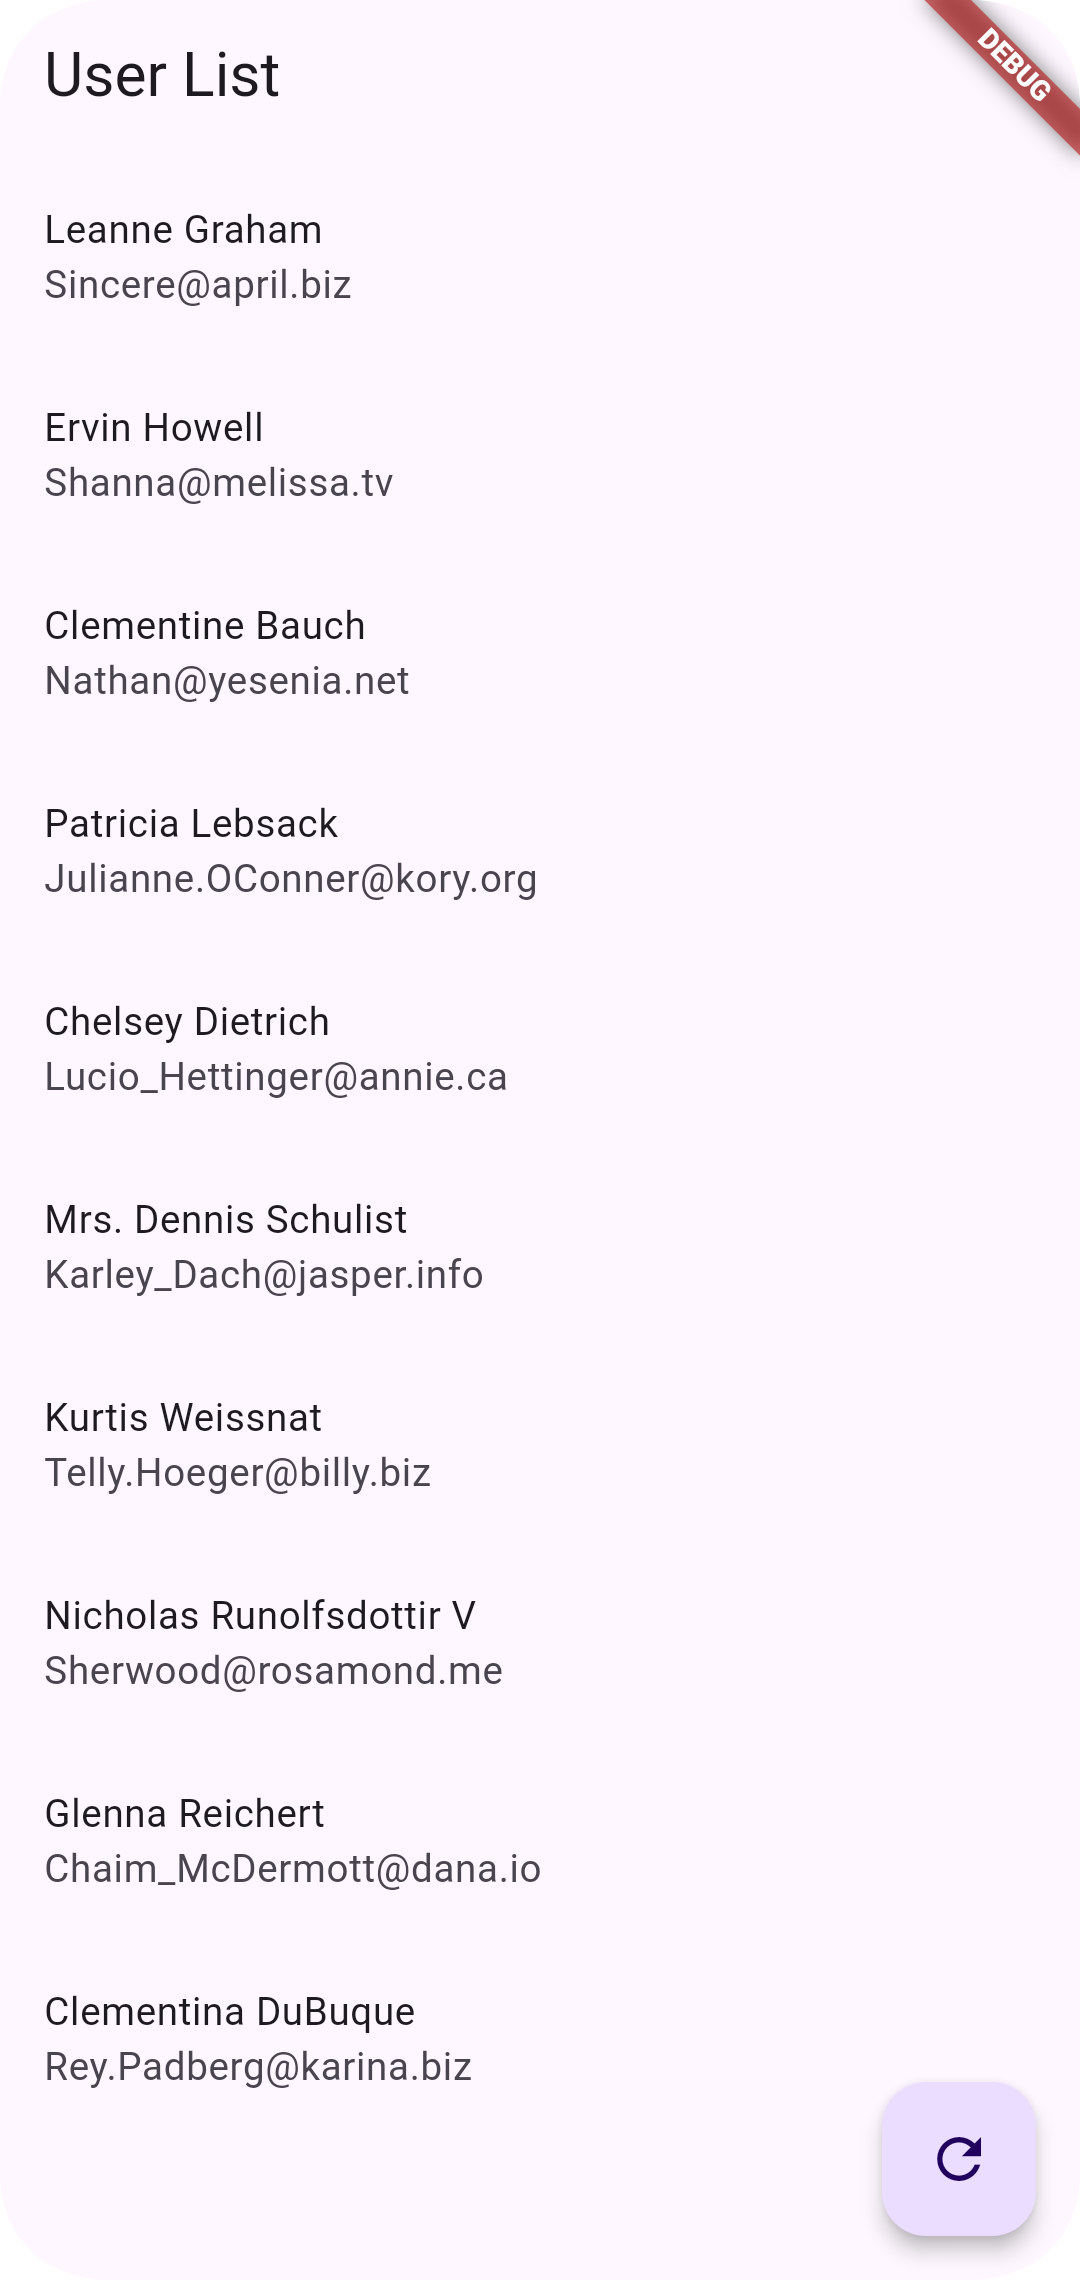 User List
DEBUG
Leanne Graham
Sincere@april.biz
Ervin Howell
Shanna@melissa.tv
Clementine Bauch
Nathan@yesenia.net
Patricia Lebsack
Julianne.OConner@kory.org
Chelsey Dietrich
Lucio_Hettinger@annie.ca
Mrs. Dennis Schulist
Karley_Dach@jasper.info
Kurtis Weissnat
Telly.Hoeger@billy.biz
Nicholas Runolfsdottir V
Sherwood@rosamond.me
Glenna Reichert
Chaim_McDermott@dana.io
Clementina DuBuque
Rey.Padberg@karina.biz